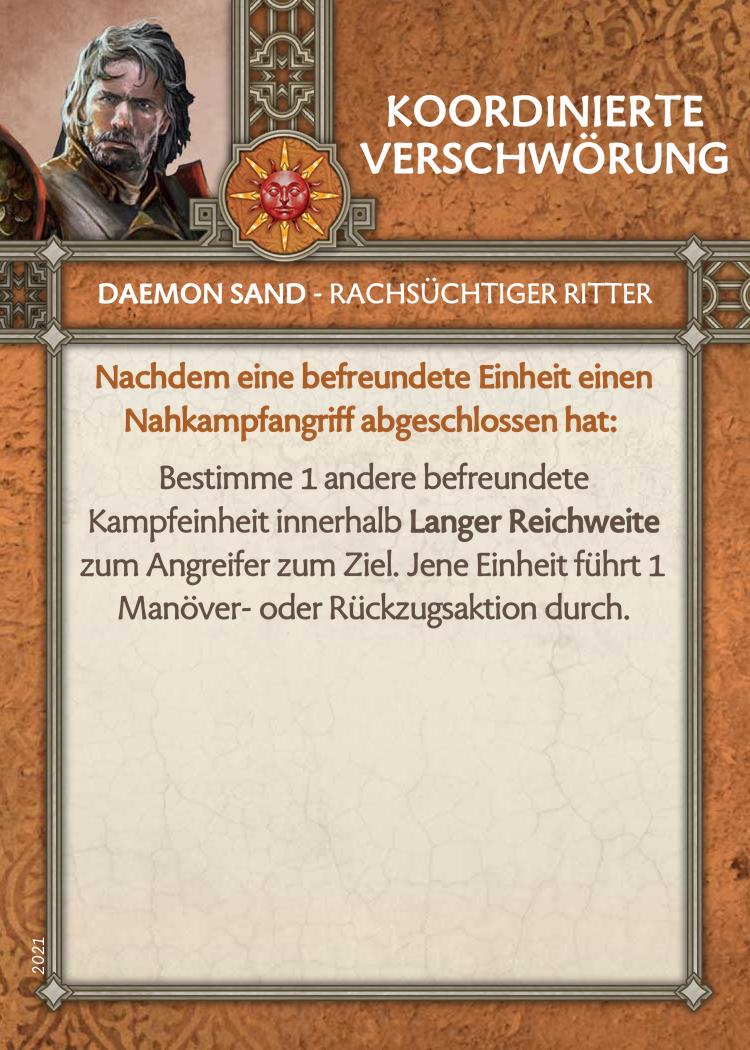 KOORDINIERTE
VERSCHWÖRUNG
DAEMON SAND - RACHSÜCHTIGER RITTER
Nachdem eine befreundete Einheit einen
Nahkampfangriff abgeschlossen hat:
Bestimme 1 andere befreundete
Kampfeinheit innerhalb Langer Reichweite
zum Angreifer zum Ziel. Jene Einheit führt 1
Manöver- oder Rückzugsaktion durch.
2021